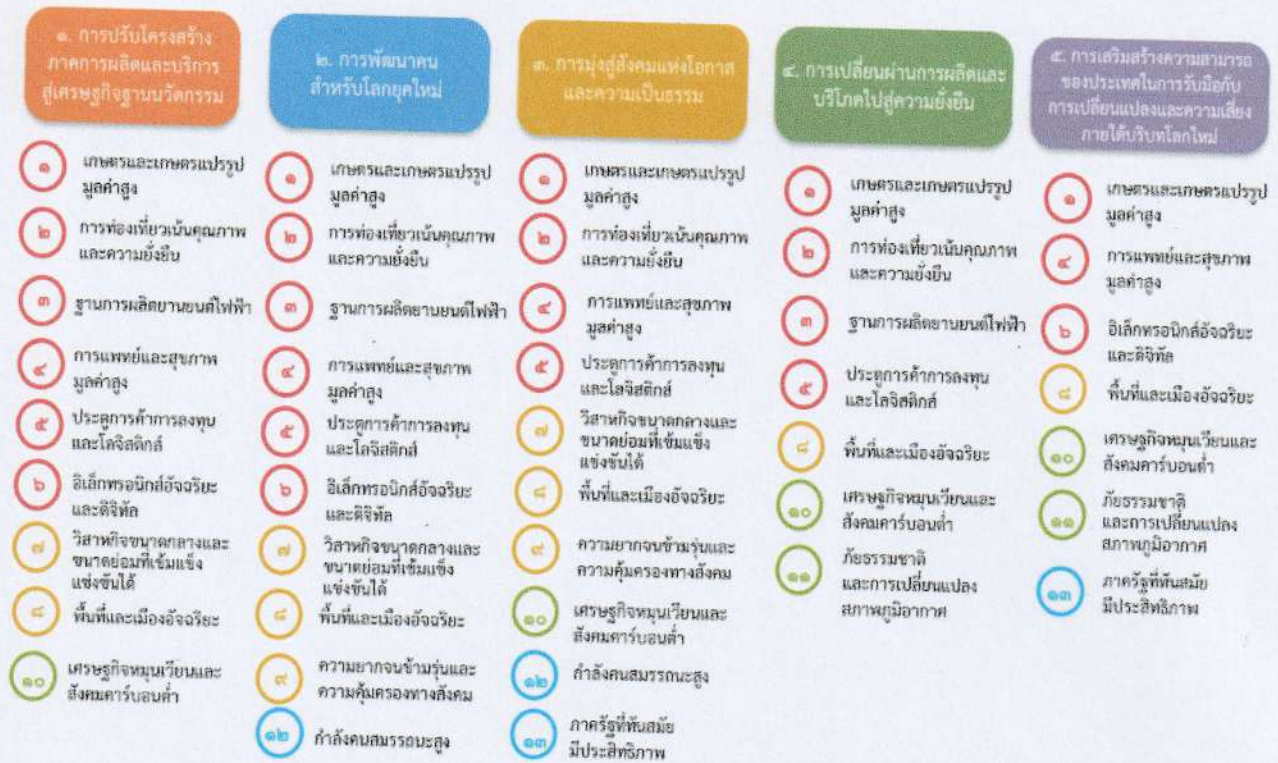 ๑. การปรับโครงสร้าง
ภาคการผลิตและบริการ
สู่เศรษฐกิจฐานนวัตกรรม
๑ เกษตรและเกษตรแปรรูป
มูลค่าสูง
๒ การท่องเที่ยวเน้นคุณภาพ
และความยั่งยืน
๓ ฐานการผลิตยานยนต์ไฟฟ้า
๔ การแพทย์และสุขภาพ
มูลค่าสูง
๕ ประตูการค้าการลงทุน
และโลจิสติกส์
๖ อิเล็กทรอนิกส์อัจฉริยะ
และดิจิทัล
๗ วิสาหกิจขนาดกลางและ
ขนาดย่อมที่เข้มแข็ง
แข่งขันได้
๘ พื้นที่และเมืองอัจฉริยะ
๑๐ เศรษฐกิจหมุนเวียนและ
สังคมคาร์บอนต่ำ
๒. การพัฒนาคน
สำหรับโลกยุคใหม่
๑ เกษตรและเกษตรแปรรูป
มูลค่าสูง
๒ การท่องเที่ยวเน้นคุณภาพ
และความยั่งยืน
๓ ฐานการผลิตยานยนต์ไฟฟ้า
๔ การแพทย์และสุขภาพ
มูลค่าสูง
๕ ประตูการค้าการลงทุน
และโลจิสติกส์
๖ อิเล็กทรอนิกส์อัจฉริยะ
และดิจิทัล
๗ วิสาหกิจขนาดกลางและ
ขนาดย่อมที่เข้มแข็ง
แข่งขันได้
๘ พื้นที่และเมืองอัจฉริยะ
๙ ความยากจนข้ามรุ่นและ
ความคุ้มครองทางสังคม
๑๒ กำลังคนสมรรถนะสูง
๓. การมุ่งสู่สังคมแห่งโอกาส
และความเป็นธรรม
๑ เกษตรและเกษตรแปรรูป
มูลค่าสูง
๒ การท่องเที่ยวเน้นคุณภาพ
และความยั่งยืน
๔ การแพทย์และสุขภาพ
มูลค่าสูง
๕ ประตูการค้าการลงทุน
และโลจิสติกส์
๗ วิสาหกิจขนาดกลางและ
ขนาดย่อมที่เข้มแข็ง
แข่งขันได้
๘ พื้นที่และเมืองอัจฉริยะ
๙ ความยากจนข้ามรุ่นและ
ความคุ้มครองทางสังคม
๑๐ เศรษฐกิจหมุนเวียนและ
สังคมคาร์บอนต่ำ
๑๒ กำลังคนสมรรถนะสูง
๑๓ ภาครัฐที่ทันสมัย
มีประสิทธิภาพ
๔. การเปลี่ยนผ่านการผลิตและ
บริโภคไปสู่ความยั่งยืน
๑ เกษตรและเกษตรแปรรูป
มูลค่าสูง
๒ การท่องเที่ยวเน้นคุณภาพ
และความยั่งยืน
๓ ฐานการผลิตยานยนต์ไฟฟ้า
๕ ประตูการค้าการลงทุน
และโลจิสติกส์
๘ พื้นที่และเมืองอัจฉริยะ
๑๐ เศรษฐกิจหมุนเวียนและ
สังคมคาร์บอนต่ำ
๑๑ ภัยธรรมชาติ
และการเปลี่ยนแปลง
สภาพภูมิอากาศ
๕. การเสริมสร้างความสามารถ
ของประเทศในการรับมือกับ
การเปลี่ยนแปลงและความเสี่ยง
ภายใต้บริบทโลกใหม่
๑ เกษตรและเกษตรแปรรูป
มูลค่าสูง
๔ การแพทย์และสุขภาพ
มูลค่าสูง
๖ อิเล็กทรอนิกส์อัจฉริยะ
และดิจิทัล
๘ พื้นที่และเมืองอัจฉริยะ
๑๐ เศรษฐกิจหมุนเวียนและ
สังคมคาร์บอนต่ำ
๑๑ ภัยธรรมชาติ
และการเปลี่ยนแปลง
สภาพภูมิอากาศ
๑๓ ภาครัฐที่ทันสมัย
มีประสิทธิภาพ